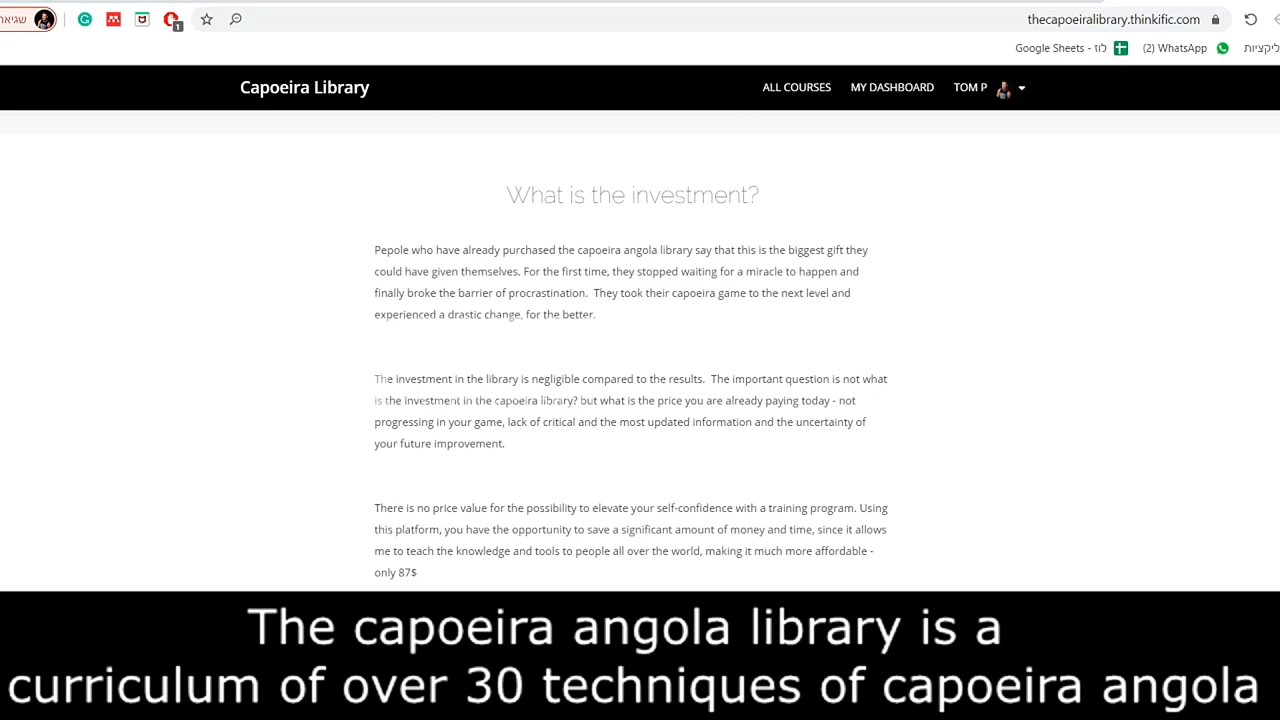 שגיאה
1
thecapoeiralibrary.thinkific.com
Google Sheets - לוז
(2) WhatsApp
ליקציות
Capoeira Library
ALL COURSES
MY DASHBOARD
TOM P
What is the investment?
Pepole who have already purchased the capoeira angola library say that this is the biggest gift they
could have given themselves. For the first time, they stopped waiting for a miracle to happen and
finally broke the barrier of procrastination. They took their capoeira game to the next level and
experienced a drastic change, for the better.
The investment in the library is negligible compared to the results. The important question is not what
is the investment in the capoeira library? but what is the price you are already paying today - not
progressing in your game, lack of critical and the most updated information and the uncertainty of
your future improvement.
There is no price value for the possibility to elevate your self-confidence with a training program. Using
this platform, you have the opportunity to save a significant amount of money and time, since it allows
me to teach the knowledge and tools to people all over the world, making it much more affordable -
only 87$
The capoeira angola library is a
curriculum of over 30 techniques of capoeira angola